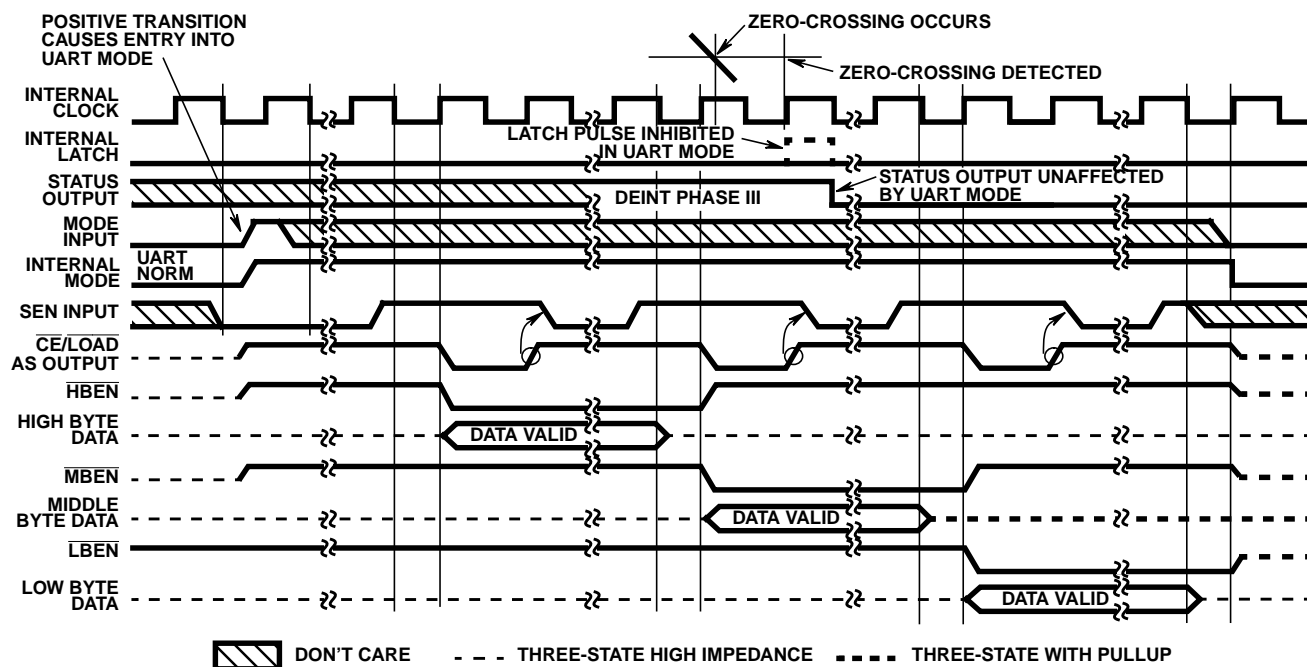 POSITIVE TRANSITION
CAUSES ENTRY INTO
UART MODE
ZERO-CROSSING OCCURS
ZERO-CROSSING DETECTED
INTERNAL
CLOCK
INTERNAL
LATCH
LATCH PULSE INHIBITED
IN UART MODE
STATUS
OUTPUT
DEINT PHASE III
STATUS OUTPUT UNAFFECTED
BY UART MODE
MODE
INPUT
INTERNAL
MODE
UART
NORM
SEN INPUT
CE/LOAD
AS OUTPUT
HBEN
HIGH BYTE
DATA
DATA VALID
MBEN
MIDDLE
BYTE DATA
DATA VALID
LBEN
LOW BYTE
DATA
DATA VALID
DON'T CARE
THREE-STATE HIGH IMPEDANCE
THREE-STATE WITH PULLUP